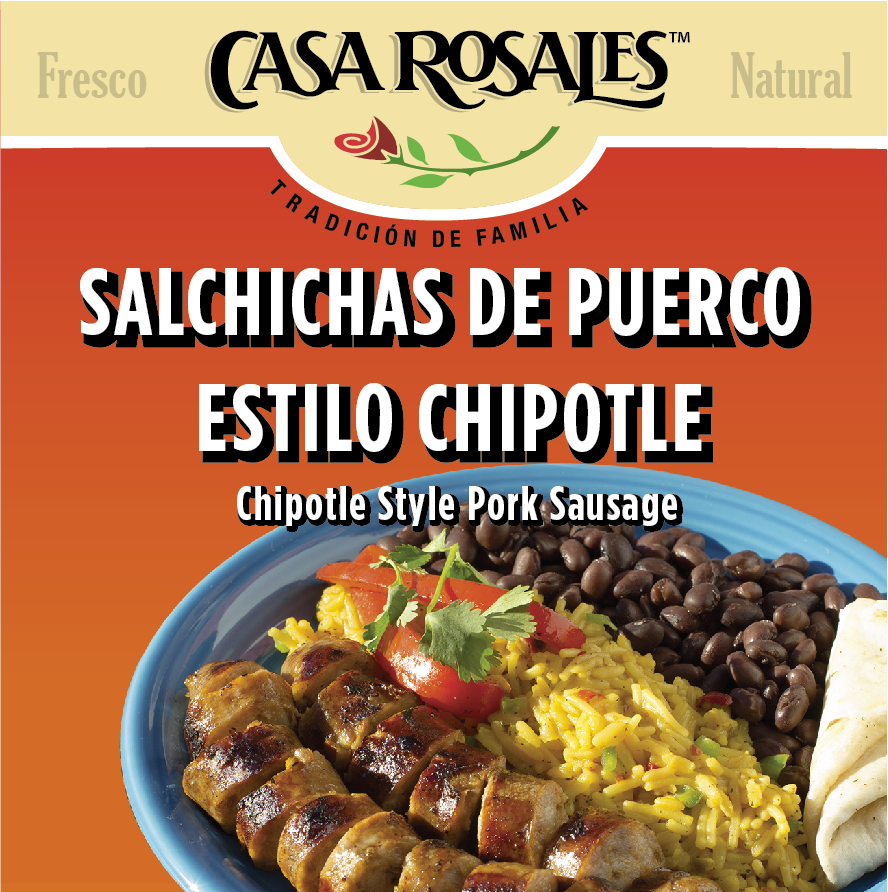 Fresco
CASA ROSALES™
Natural
TRADICIÓN DE FAMILIA
SALCHICHAS DE PUERCO
ESTILO CHIPOTLE
Chipotle Style Pork Sausage